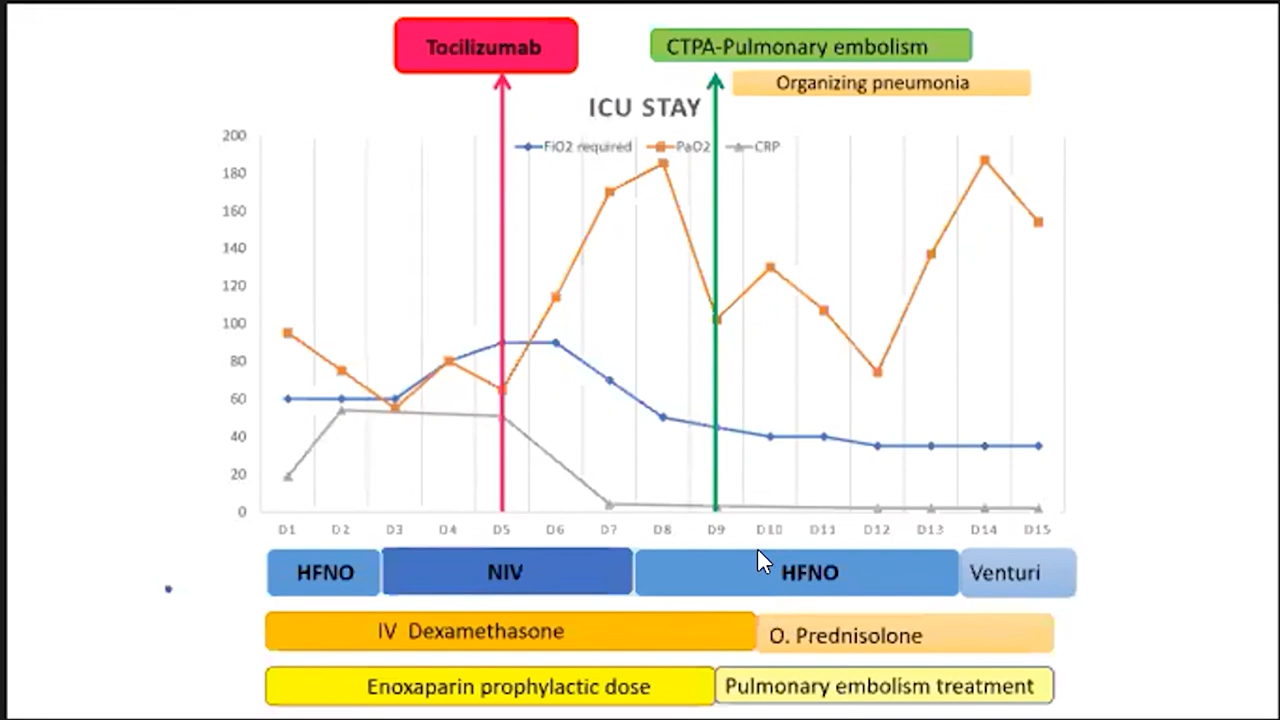 Tocilizumab
CTPA-Pulmonary embolism
Organizing pneumonia
ICU STAY
FiO2 required PaO2 CRP
200
180
160
140
120
100
80
60
40
20
0
D1 D2 D3 D4 D5 D6 D7 D8 D9 D10 D11 D12 D13 D14 D15
HFNO NIV HFNO Venturi
IV Dexamethasone O. Prednisolone
Enoxaparin prophylactic dose Pulmonary embolism treatment